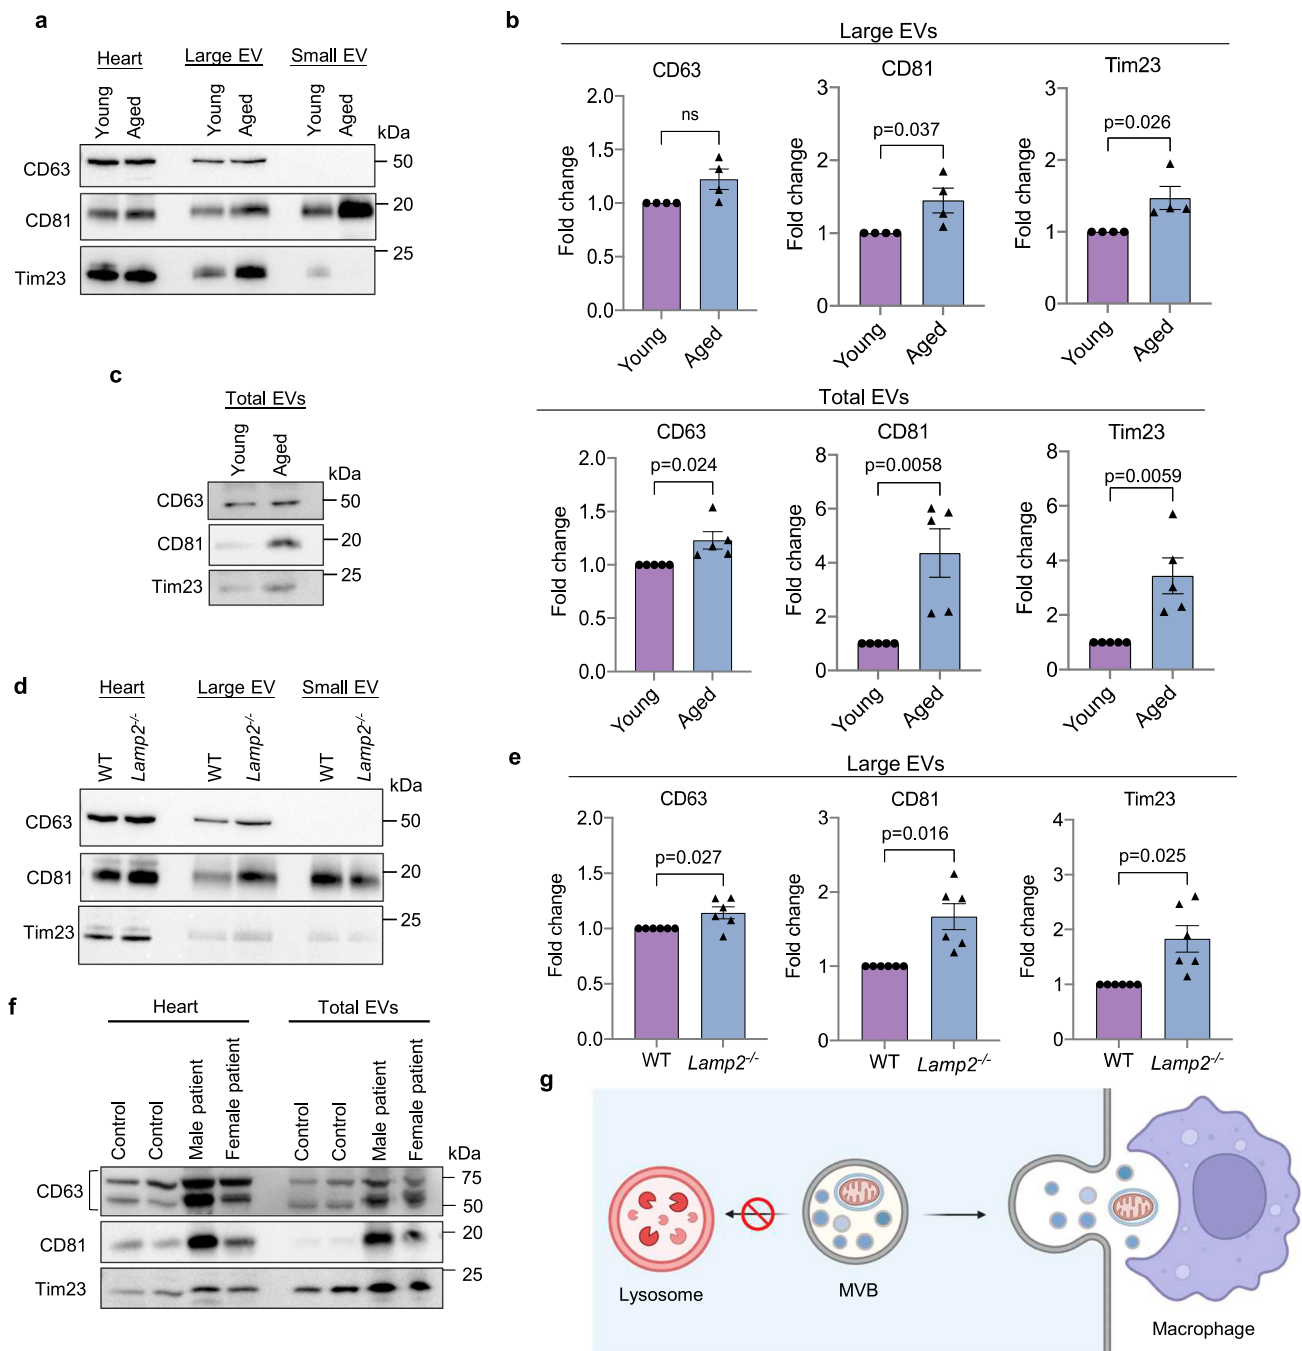 a
Heart Large EV Small EV
Young Aged Young Aged Young Aged
kDa
CD63 50
CD81 20
Tim23 25
b
Large EVs
CD63 CD81 Tim23
Fold change
2.0
1.5
1.0
0.5
0.0
ns
Young Aged
Fold change
3
2
1
0
p=0.037
Young Aged
Fold change
3
2
1
0
p=0.026
Young Aged
c
Total EVs
Young Aged
kDa
CD63 50
CD81 20
Tim23 25
Total EVs
CD63 CD81 Tim23
Fold change
2.0
1.5
1.0
0.5
0.0
p=0.024
Young Aged
Fold change
8
6
4
2
0
p=0.0058
Young Aged
Fold change
8
6
4
2
0
p=0.0059
Young Aged
d
Heart Large EV Small EV
WT Lamp2-/- WT Lamp2-/- WT Lamp2-/-
kDa
CD63 50
CD81 20
Tim23 25
e
Large EVs
CD63 CD81 Tim23
Fold change
2.0
1.5
1.0
0.5
0.0
p=0.027
WT Lamp2-/-
Fold change
3
2
1
0
p=0.016
WT Lamp2-/-
Fold change
4
3
2
1
0
p=0.025
WT Lamp2-/-
f
Heart Total EVs
Control Control Male patient Female patient Control Control Male patient Female patient
kDa
CD63 75
50
CD81 20
Tim23 25
g
Lysosome
MVB
Macrophage